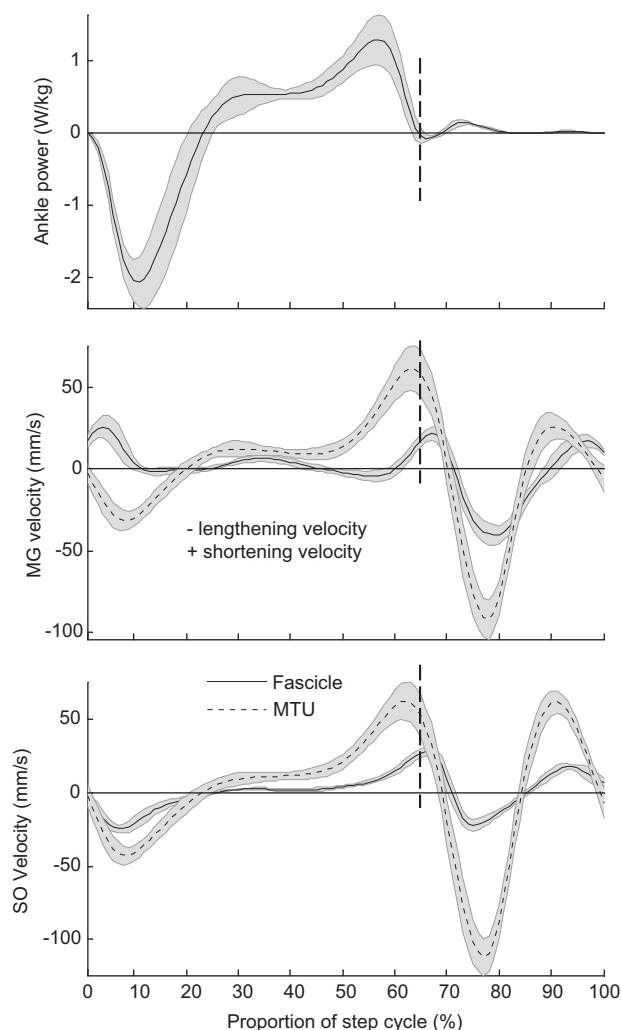 1
0
-1
-2
Ankle power (W/kg)
50
0
-50
-100
MG velocity (mm/s)
- lengthening velocity
+ shortening velocity
50
0
-50
-100
SO Velocity (mm/s)
Fascicle
MTU
0 10 20 30 40 50 60 70 80 90 100
Proportion of step cycle (%)